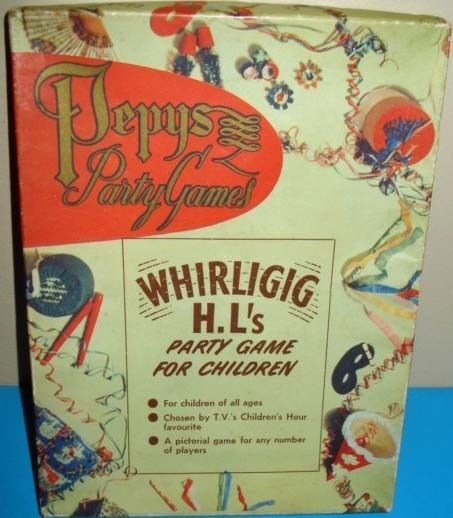 Pepys
Party Games
WHIRLIGIG
H.L's
PARTY GAME
FOR CHILDREN
For children of all ages
Chosen by T.V.'s Children's Hour
favourite
A pictorial game for any number
of players